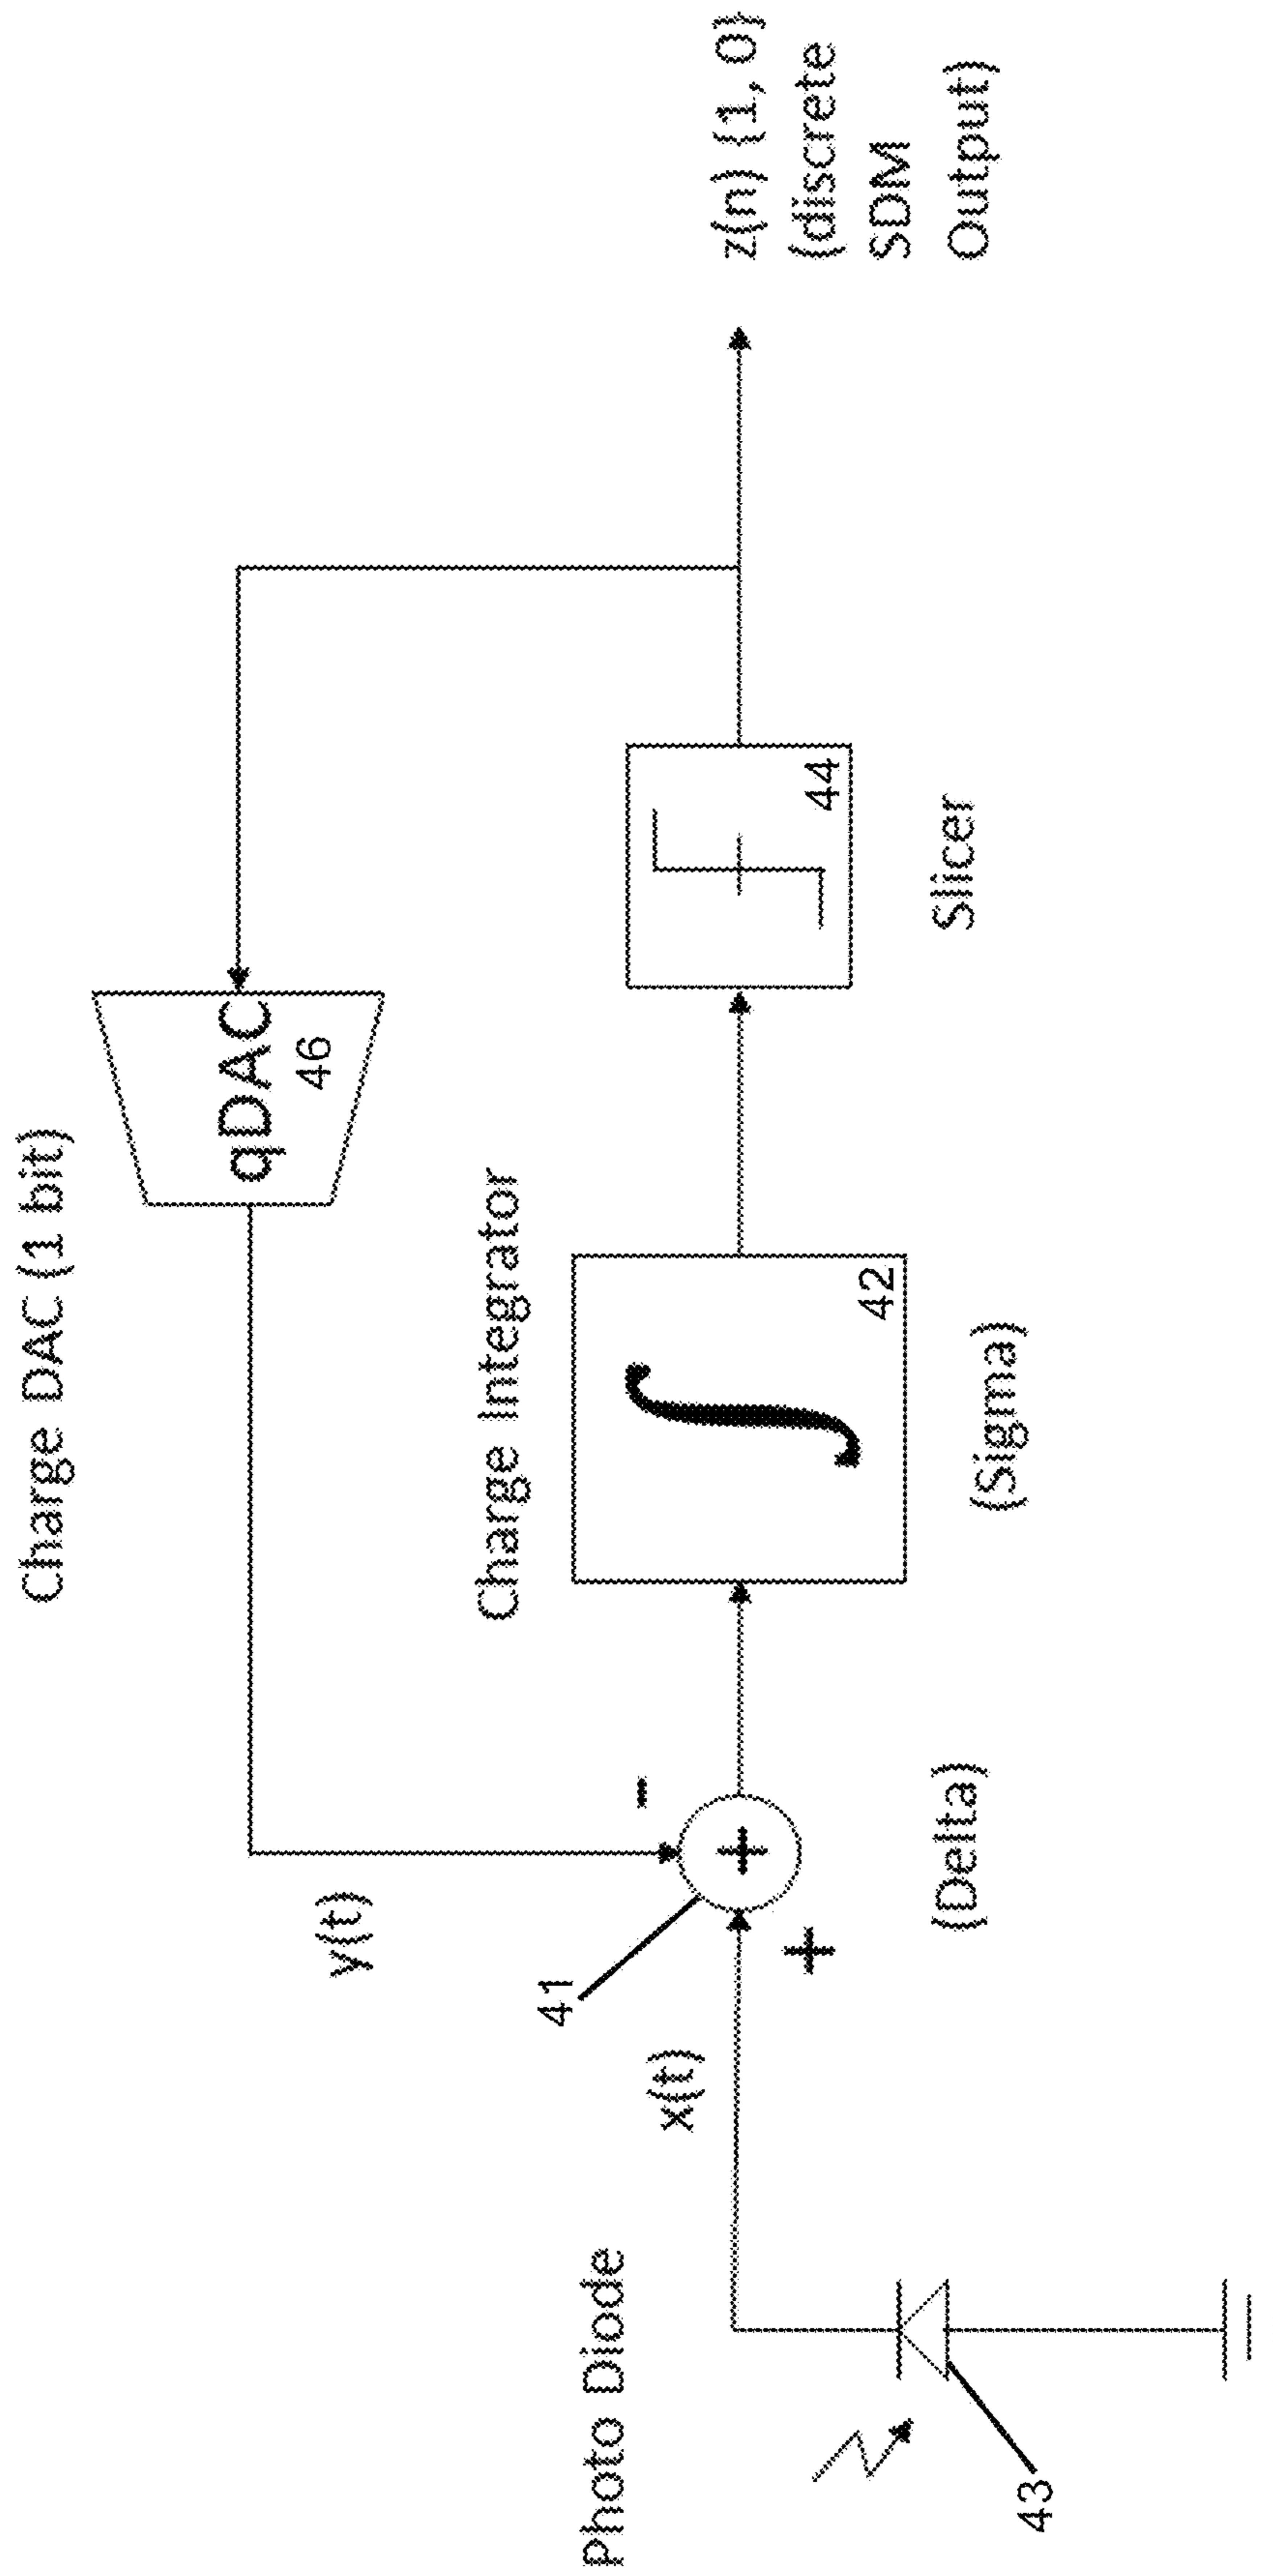 Charge DAC (1 bit)
qDAC
46
y(t)
-
Charge Integrator
41
x(t)
+
∫
42
44
z(n) {1, 0}
(discrete
SDM
Output)
Photo Diode
+
(Delta)
(Sigma)
Slicer
43